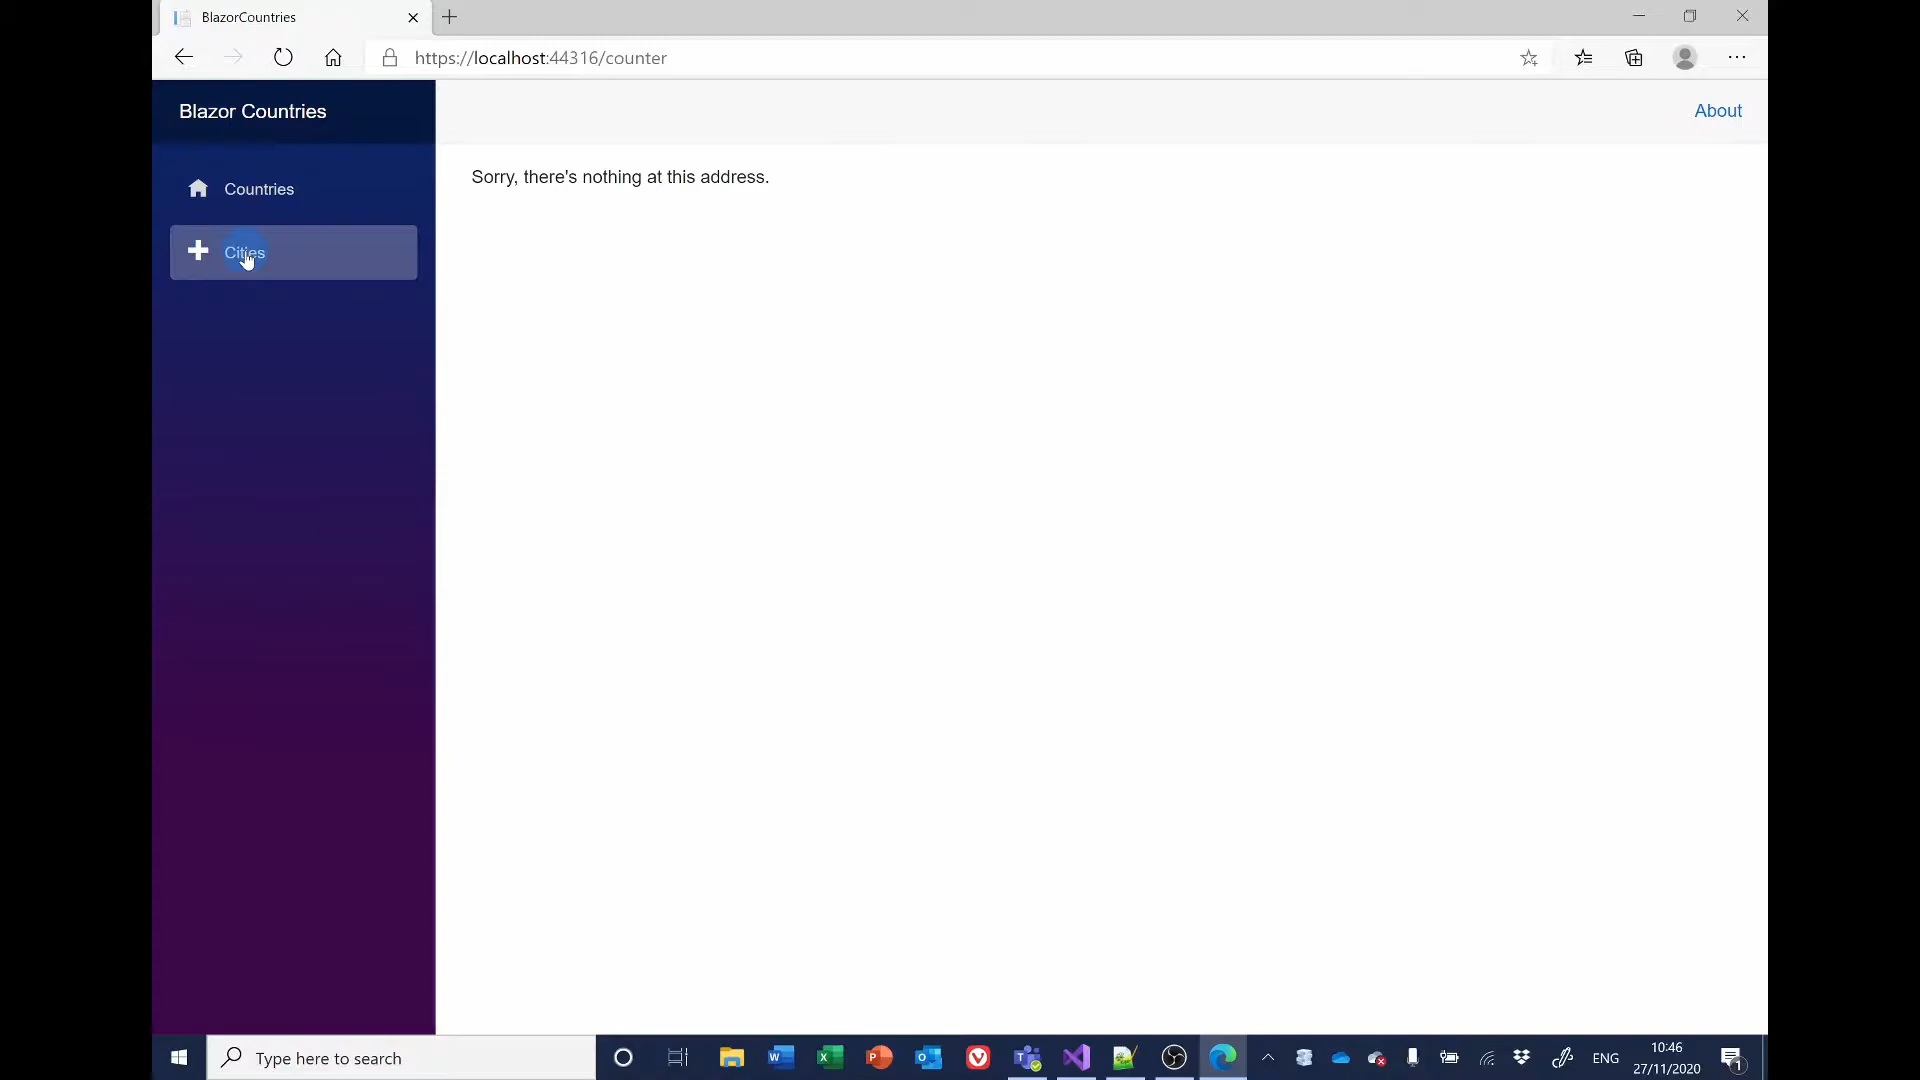 BlazorCountries
https://localhost:44316/counter
Blazor Countries
About
Countries
Sorry, there's nothing at this address.
Cities
Type here to search
ENG
10:46
27/11/2020
1